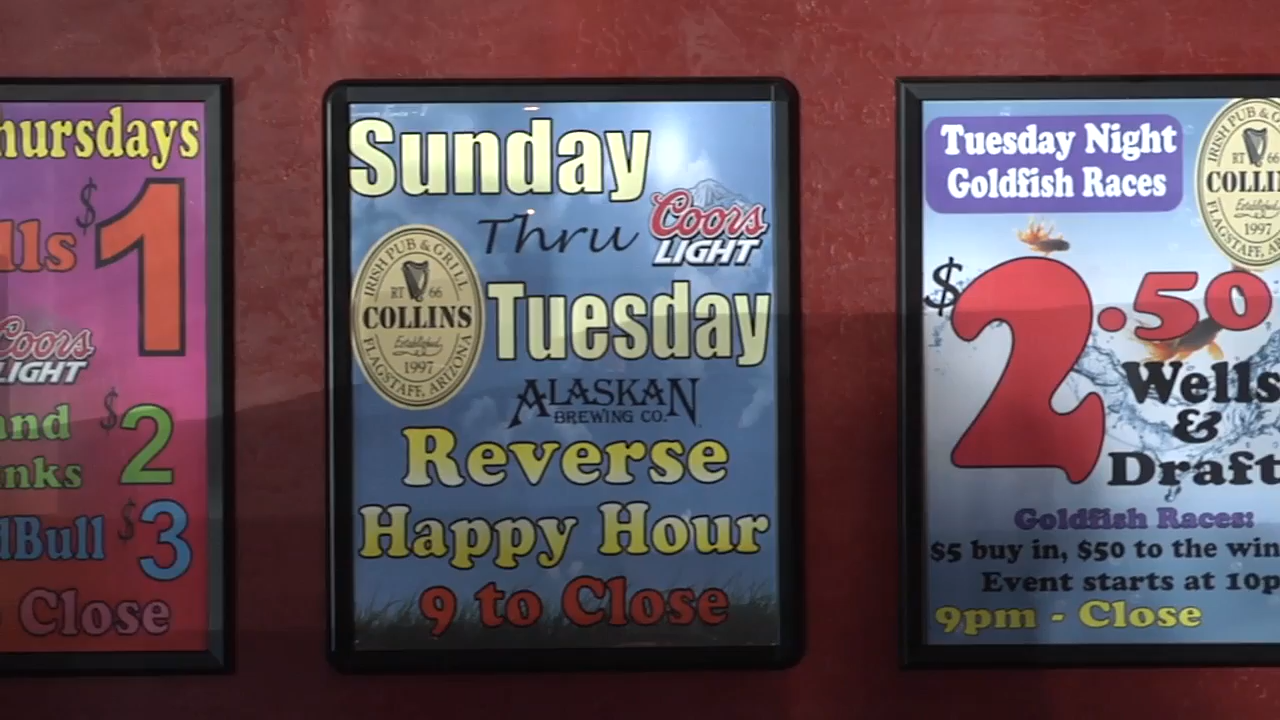 hursdays
$1
lls
Coors
LIGHT
and $2
nks
dBull $3
Close
Sunday
Thru
Coors
LIGHT
IRISH PUB & GRILL
RT 66
COLLINS
Established
1997
FLAGSTAFF, ARIZONA
Tuesday
ALASKAN
BREWING CO.
Reverse
Happy Hour
9 to Close
Tuesday Night
Goldfish Races
IRISH PUB & G
RT 66
COLLI
Established
1997
FLAGSTAFF, A
$2.50
Wells
&
Draft
Goldfish Races:
$5 buy in, $50 to the win
Event starts at 10p
9pm - Close